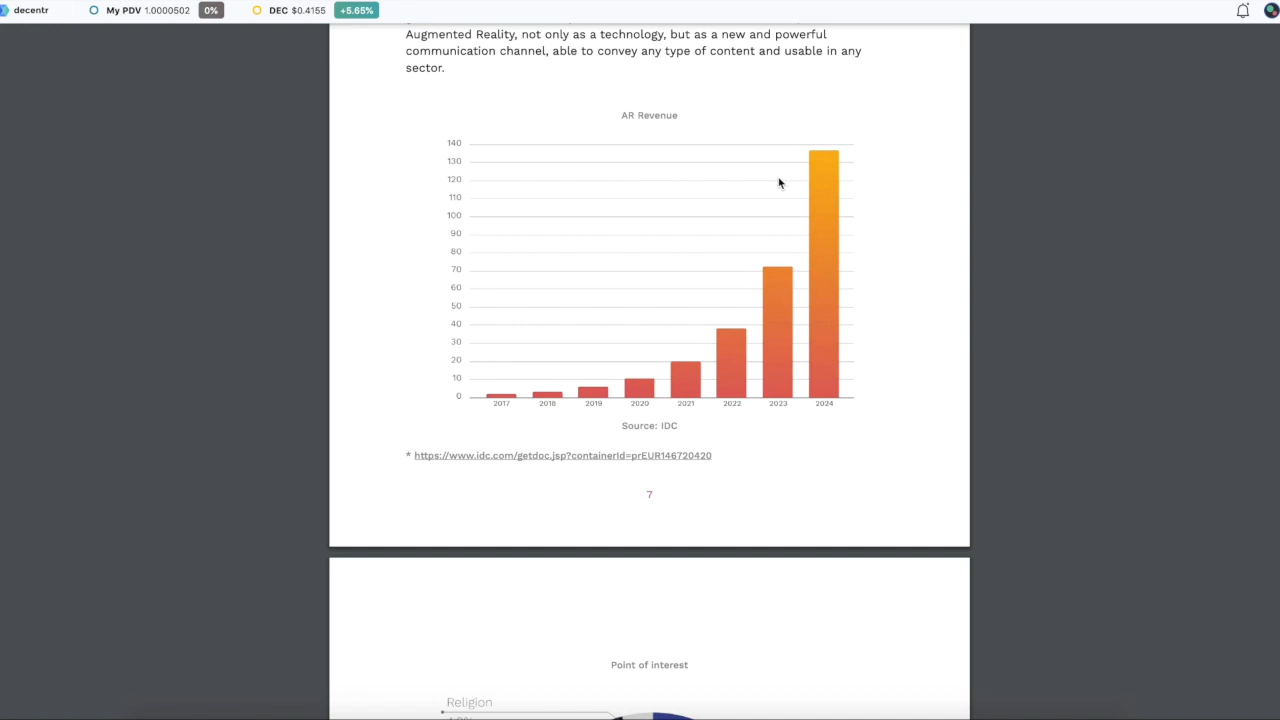 decentr My PDV 1.0000502 0% DEC $0.4155 +5.65%
Augmented Reality, not only as a technology, but as a new and powerful
communication channel, able to convey any type of content and usable in any
sector.
AR Revenue
140
130
120
110
100
90
80
70
60
50
40
30
20
10
0
2017 2018 2019 2020 2021 2022 2023 2024
Source: IDC
* https://www.idc.com/getdoc.jsp?containerId=prEUR146720420
7
Point of interest
Religion